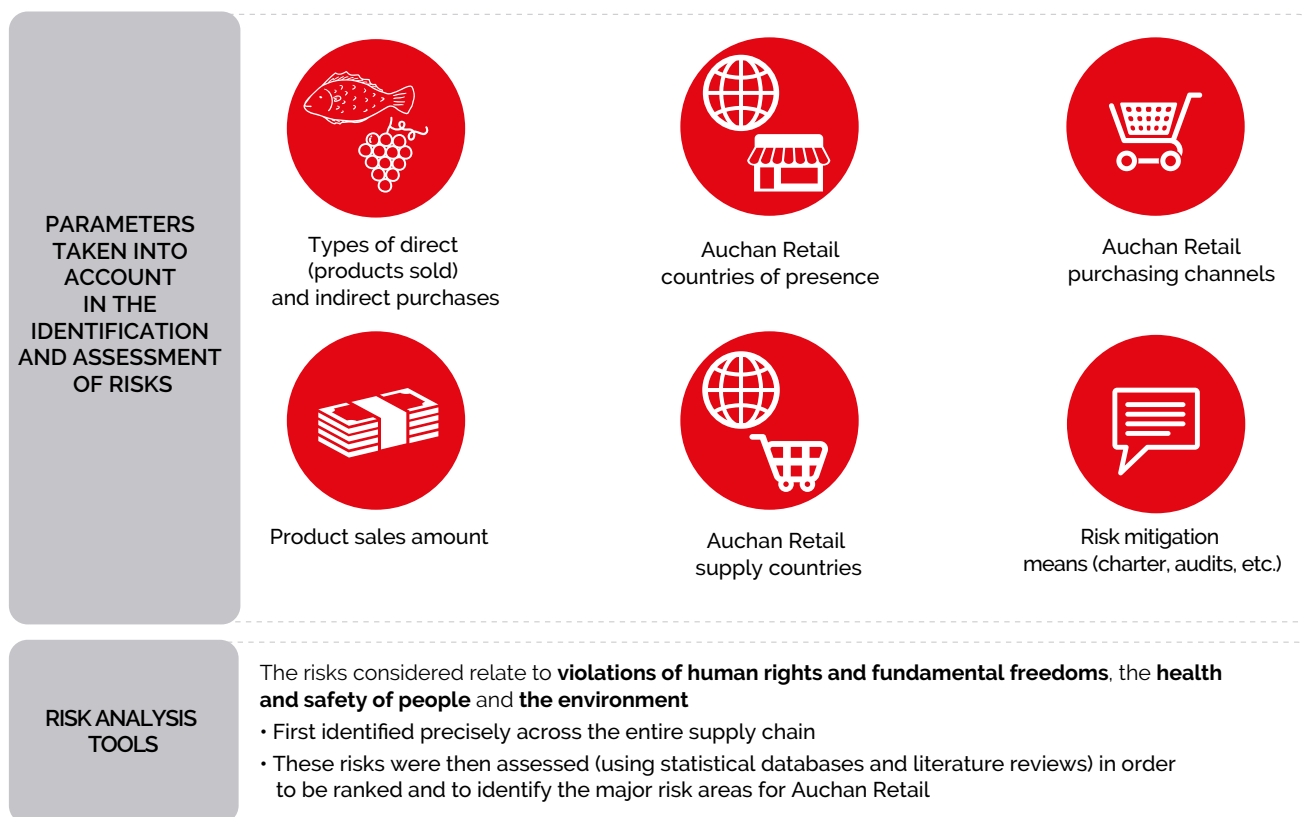 PARAMETERS
TAKEN INTO
ACCOUNT
IN THE
IDENTIFICATION
AND ASSESSMENT
OF RISKS
Types of direct
(products sold)
and indirect purchases
Auchan Retail
countries of presence
Auchan Retail
purchasing channels
Product sales amount
Auchan Retail
supply countries
Risk mitigation
means (charter, audits, etc.)
RISK ANALYSIS
TOOLS
The risks considered relate to violations of human rights and fundamental freedoms, the health
and safety of people and the environment
• First identified precisely across the entire supply chain
• These risks were then assessed (using statistical databases and literature reviews) in order
to be ranked and to identify the major risk areas for Auchan Retail